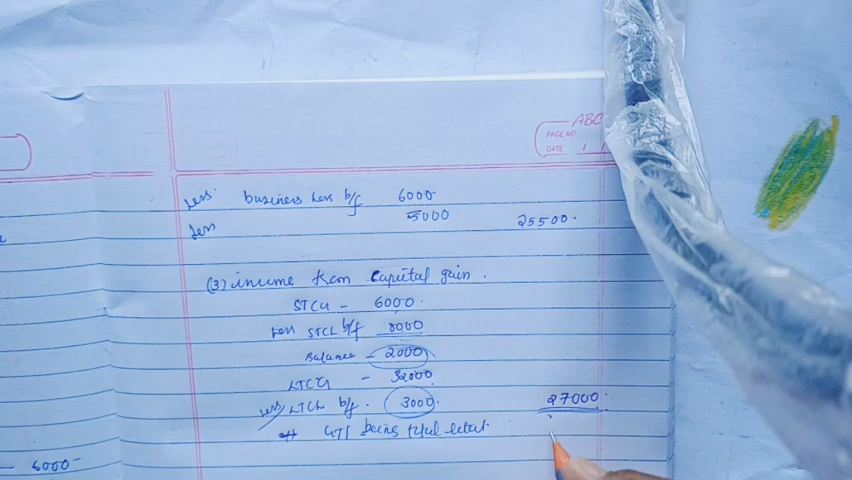 ABC
PAGE NO
DATE / /
Less business Loss b/f 6000
Less 5000 25500.
(3) income from Capital gain.
STCG - 6000.
Less STCL b/f 8000
Balance - 2000
LTCG - 32000
Less LTCL b/f. 3000. 27000.
GTI being total
- 6000-